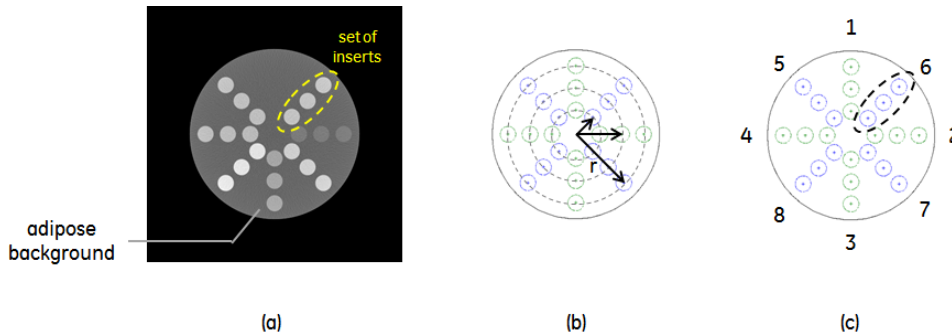 set of
inserts
adipose
background
(a)
r
(b)
1
5
6
4
2
8
7
3
(c)